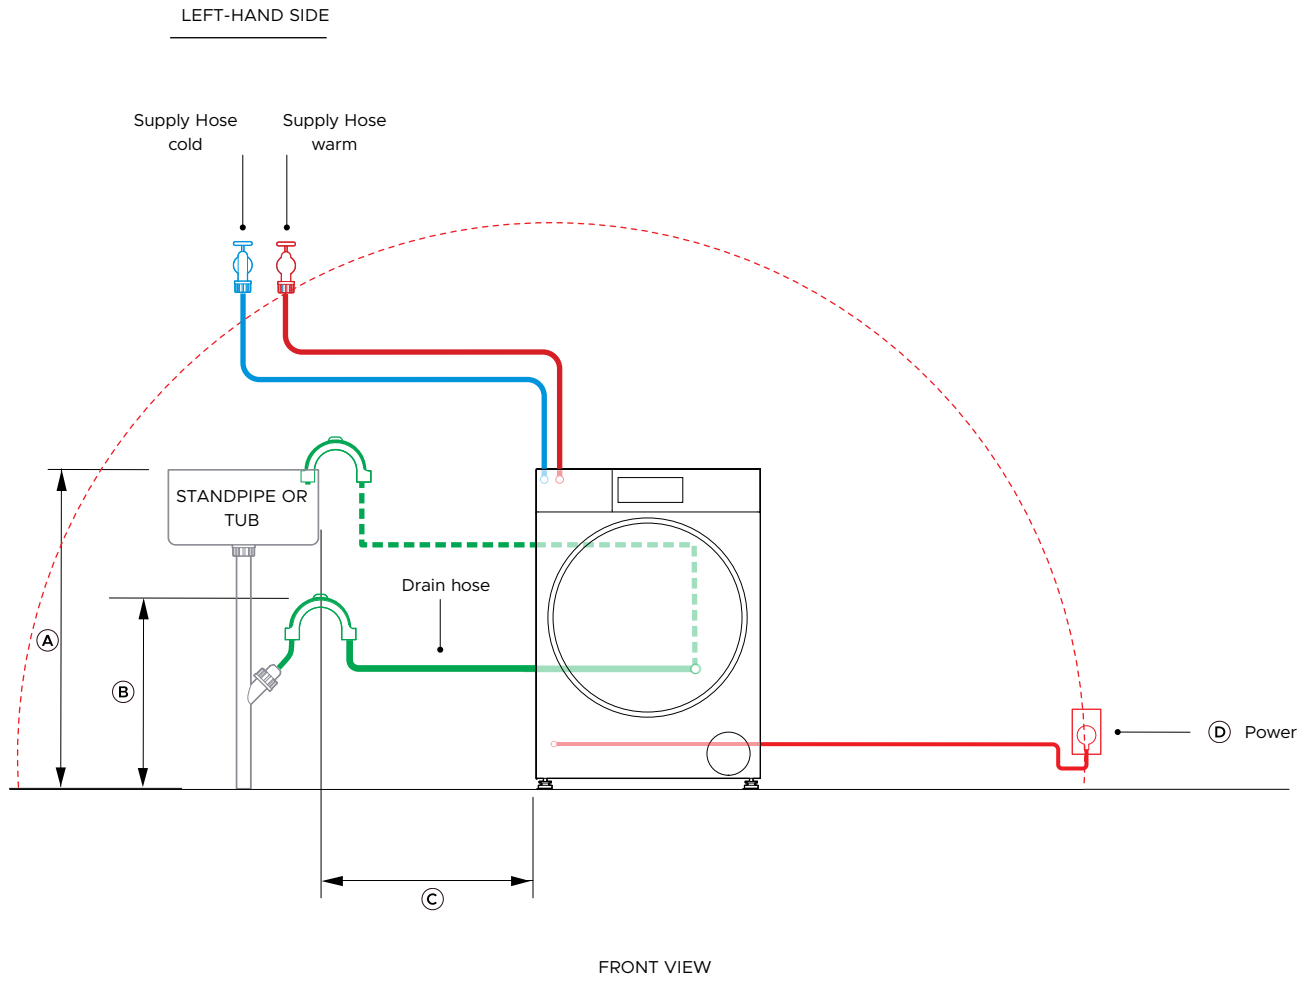 LEFT-HAND SIDE
Supply Hose
cold
Supply Hose
warm
STANDPIPE OR
TUB
Drain hose
A
B
D Power
C
FRONT VIEW